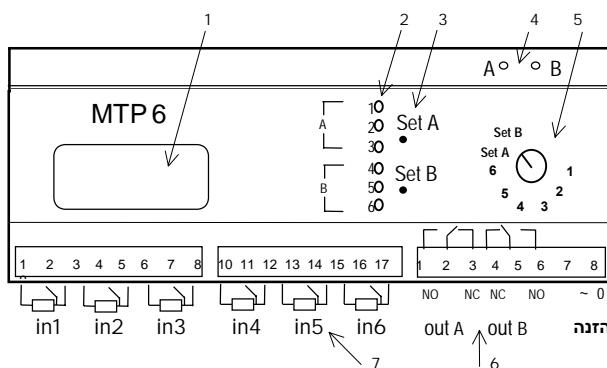 1 2 3 4 5
A B
MTP 6
A
1
2
3
Set A
B
4
5
6
Set B
Set B
Set A
6 1
5 2
4 3
1 2 3 4 5 6 7 8
10 11 12 13 14 15 16 17
1 2 3 4 5 6 7 8
NO NC NC NO ~ 0
in1 in2 in3 in4 in5 in6
out A out B
הזנה
7 6